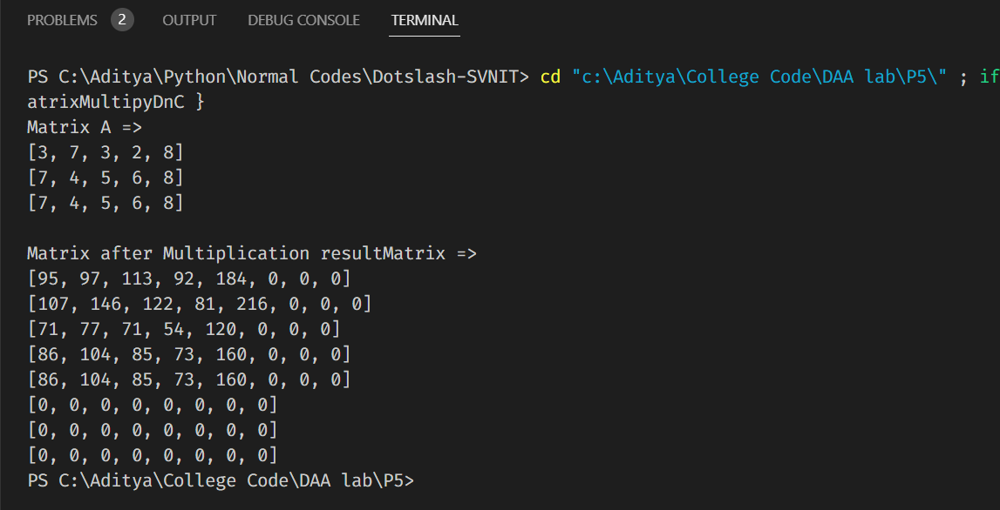 PROBLEMS 2 OUTPUT DEBUG CONSOLE TERMINAL
PS C:\Aditya\Python\Normal Codes\Dotslash-SVNIT> cd "c:\Aditya\College Code\DAA lab\P5\" ; if
atrixMultipyDnC }
Matrix A =>
[3, 7, 3, 2, 8]
[7, 4, 5, 6, 8]
[7, 4, 5, 6, 8]
Matrix after Multiplication resultMatrix =>
[95, 97, 113, 92, 184, 0, 0, 0]
[107, 146, 122, 81, 216, 0, 0, 0]
[71, 77, 71, 54, 120, 0, 0, 0]
[86, 104, 85, 73, 160, 0, 0, 0]
[86, 104, 85, 73, 160, 0, 0, 0]
[0, 0, 0, 0, 0, 0, 0, 0]
[0, 0, 0, 0, 0, 0, 0, 0]
[0, 0, 0, 0, 0, 0, 0, 0]
PS C:\Aditya\College Code\DAA lab\P5>